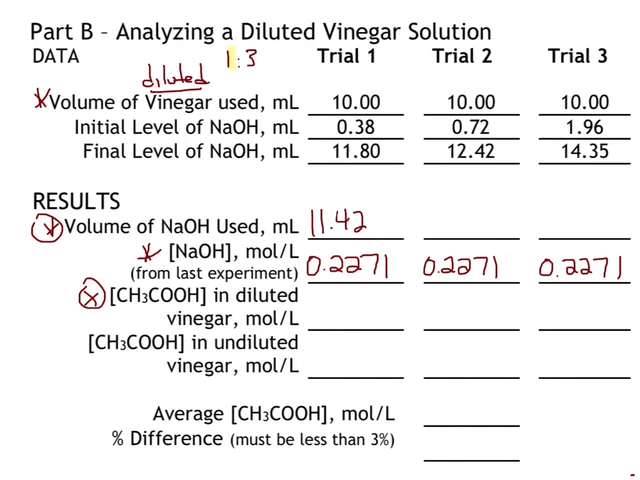 Part B – Analyzing a Diluted Vinegar Solution
DATA 1:3 Trial 1 Trial 2 Trial 3
diluted
Volume of Vinegar used, mL 10.00 10.00 10.00
Initial Level of NaOH, mL 0.38 0.72 1.96
Final Level of NaOH, mL 11.80 12.42 14.35
RESULTS
Volume of NaOH Used, mL 11.42
[NaOH], mol/L
(from last experiment) 0.2271 0.2271 0.2271
[CH₃COOH] in diluted
vinegar, mol/L
[CH₃COOH] in undiluted
vinegar, mol/L
Average [CH₃COOH], mol/L
% Difference (must be less than 3%)